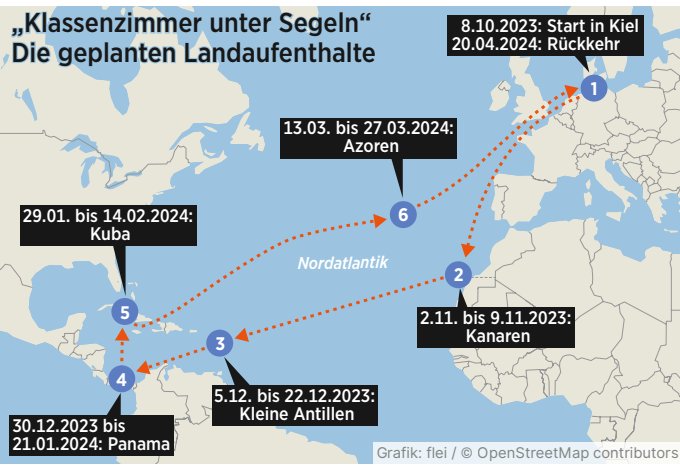 „Klassenzimmer unter Segeln“
Die geplanten Landaufenthalte
8.10.2023: Start in Kiel
20.04.2024: Rückkehr
1
13.03. bis 27.03.2024:
Azoren
6
29.01. bis 14.02.2024:
Kuba
Nordatlantik
2
5
2.11. bis 9.11.2023:
Kanaren
3
4
5.12. bis 22.12.2023:
Kleine Antillen
30.12.2023 bis
21.01.2024: Panama
Grafik: flei / © OpenStreetMap contributors